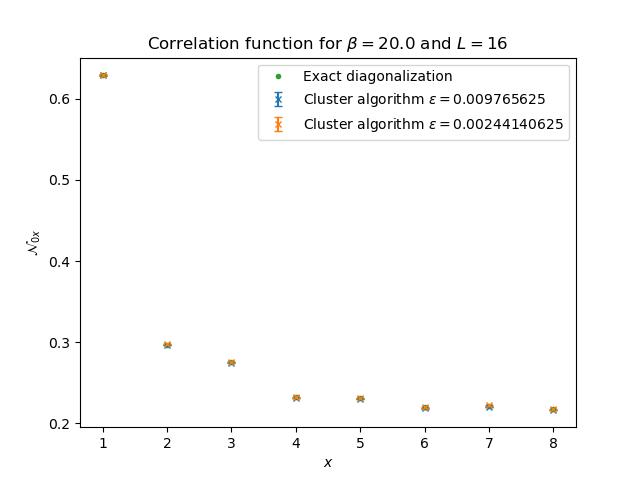 Correlation function for β = 20.0 and L = 16
Exact diagonalization
Cluster algorithm ε = 0.009765625
Cluster algorithm ε = 0.00244140625
0.6
0.5
0.4
0.3
0.2
𝒩₀ₓ
1 2 3 4 5 6 7 8
x